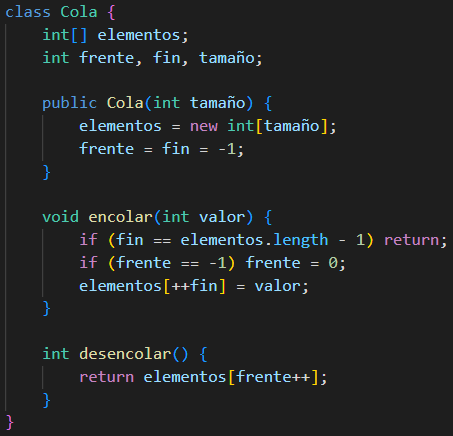 class Cola {
    int[] elementos;
    int frente, fin, tamaño;

    public Cola(int tamaño) {
        elementos = new int[tamaño];
        frente = fin = -1;
    }

    void encolar(int valor) {
        if (fin == elementos.length - 1) return;
        if (frente == -1) frente = 0;
        elementos[++fin] = valor;
    }

    int desencolar() {
        return elementos[frente++];
    }
}